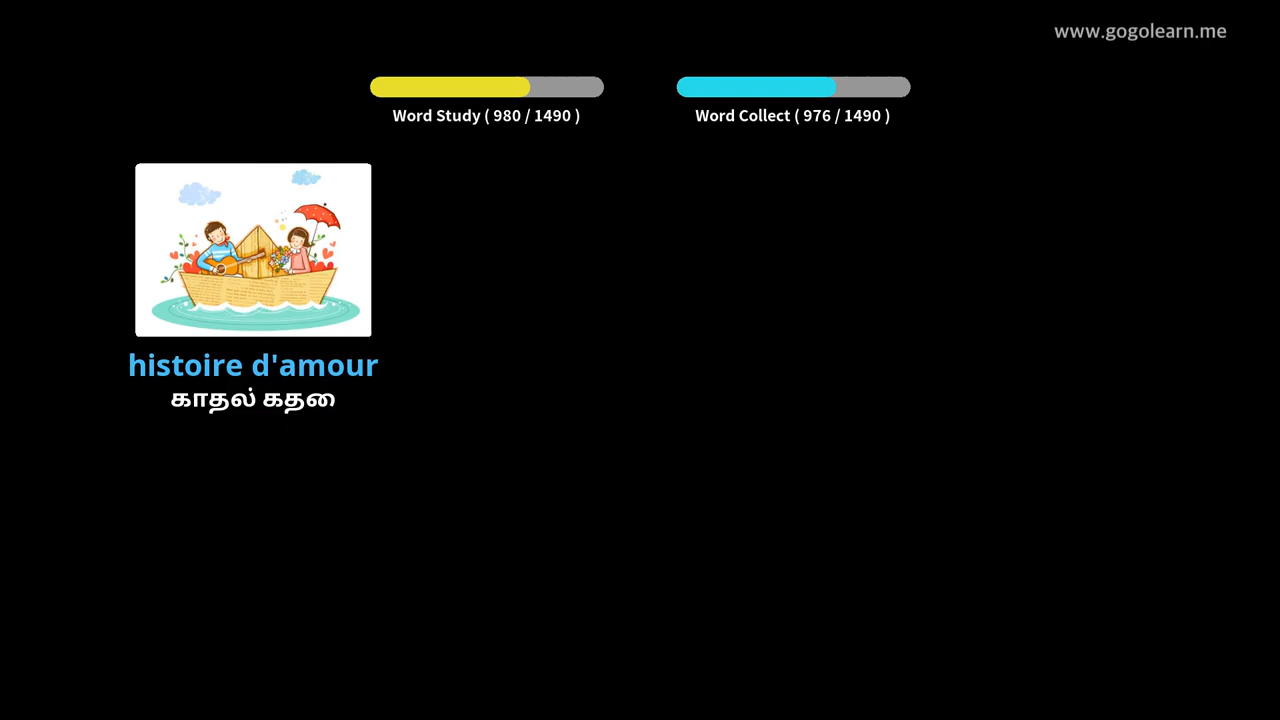 www.gogolearn.me
Word Study ( 980 / 1490 )
Word Collect ( 976 / 1490 )
histoire d'amour
காதல் கதை